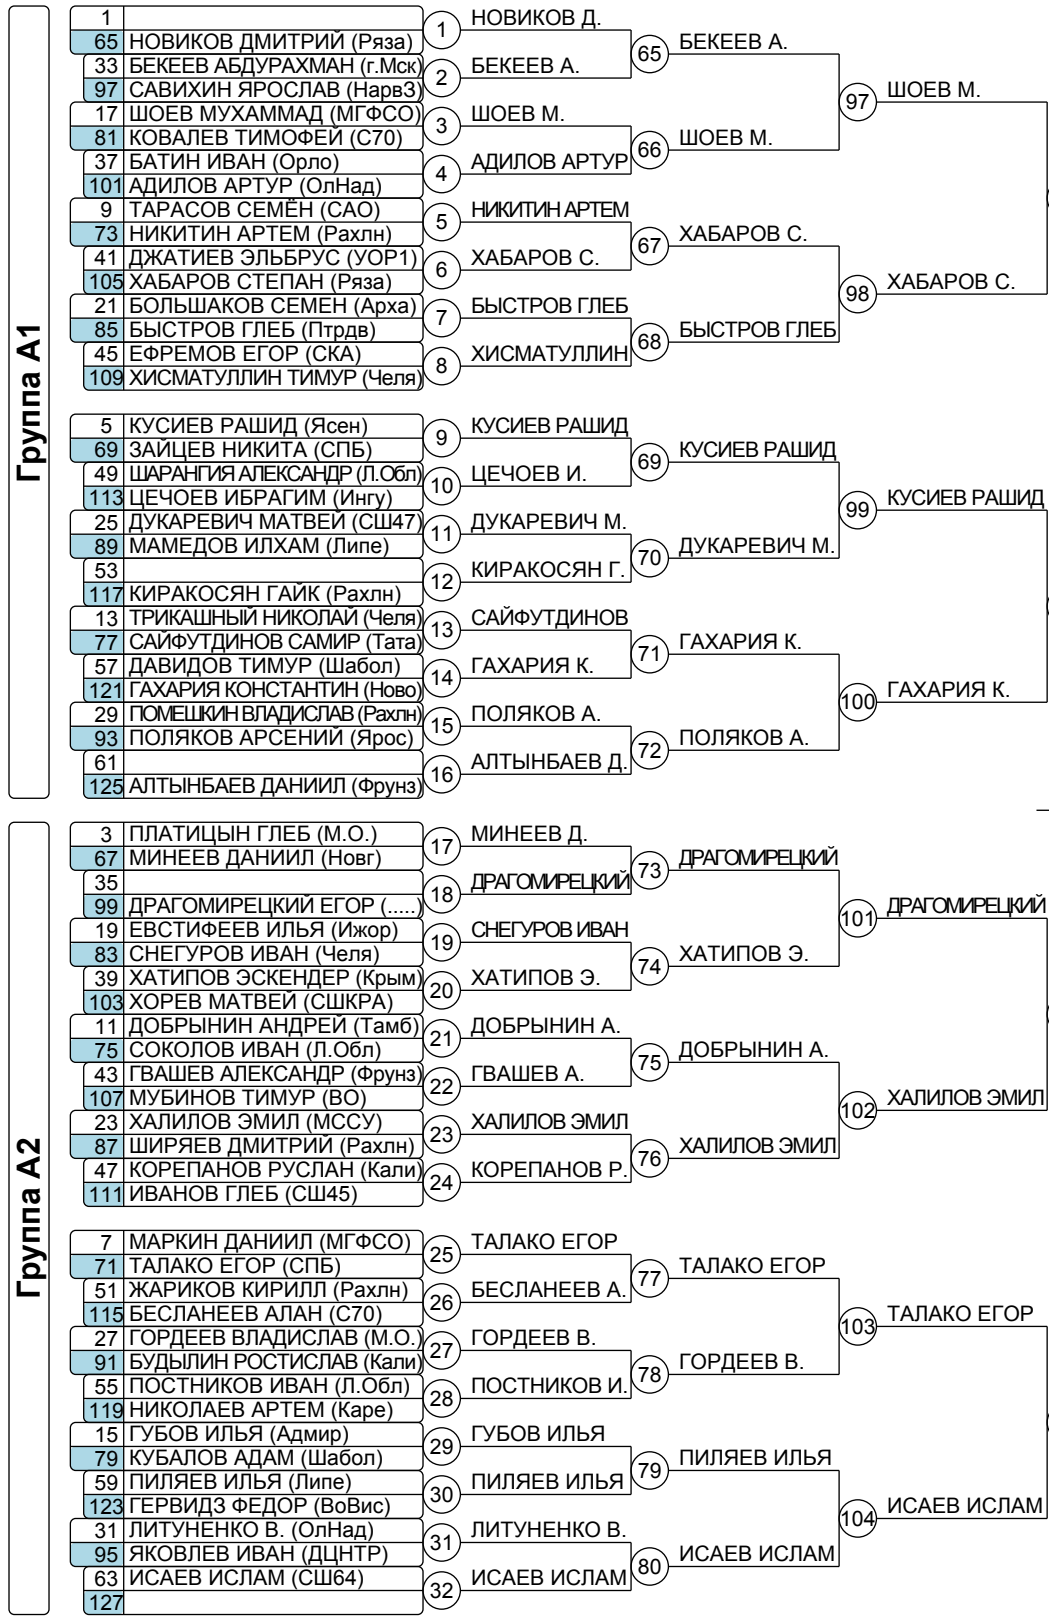 Группа А1
1
65 НОВИКОВ ДМИТРИЙ (Ряза)
33 БЕКЕЕВ АБДУРАХМАН (г.Мск)
97 САВИХИН ЯРОСЛАВ (НарвЗ)
17 ШОЕВ МУХАММАД (МГФСО)
81 КОВАЛЕВ ТИМОФЕЙ (С70)
37 БАТИН ИВАН (Орло)
101 АДИЛОВ АРТУР (ОлНад)
9 ТАРАСОВ СЕМЁН (САО)
73 НИКИТИН АРТЕМ (Рахлн)
41 ДЖАТИЕВ ЭЛЬБРУС (УОР1)
105 ХАБАРОВ СТЕПАН (Ряза)
21 БОЛЬШАКОВ СЕМЕН (Арха)
85 БЫСТРОВ ГЛЕБ (Птрдв)
45 ЕФРЕМОВ ЕГОР (СКА)
109 ХИСМАТУЛЛИН ТИМУР (Челя)
5 КУСИЕВ РАШИД (Ясен)
69 ЗАЙЦЕВ НИКИТА (СПБ)
49 ШАРАНГИЯ АЛЕКСАНДР (Л.Обл)
113 ЦЕЧОЕВ ИБРАГИМ (Ингу)
25 ДУКАРЕВИЧ МАТВЕЙ (СШ47)
89 МАМЕДОВ ИЛХАМ (Липе)
53
117 КИРАКОСЯН ГАЙК (Рахлн)
13 ТРИКАШНЫЙ НИКОЛАЙ (Челя)
77 САЙФУТДИНОВ САМИР (Тата)
57 ДАВИДОВ ТИМУР (Шабол)
121 ГАХАРИЯ КОНСТАНТИН (Ново)
29 ПОМЕШКИН ВЛАДИСЛАВ (Рахлн)
93 ПОЛЯКОВ АРСЕНИЙ (Ярос)
61
125 АЛТЫНБАЕВ ДАНИИЛ (Фрунз)
1 НОВИКОВ Д.
2 БЕКЕЕВ А.
3 ШОЕВ М.
4 АДИЛОВ АРТУР
5 НИКИТИН АРТЕМ
6 ХАБАРОВ С.
7 БЫСТРОВ ГЛЕБ
8 ХИСМАТУЛЛИН
9 КУСИЕВ РАШИД
10 ЦЕЧОЕВ И.
11 ДУКАРЕВИЧ М.
12 КИРАКОСЯН Г.
13 САЙФУТДИНОВ
14 ГАХАРИЯ К.
15 ПОЛЯКОВ А.
16 АЛТЫНБАЕВ Д.
65 БЕКЕЕВ А.
66 ШОЕВ М.
67 ХАБАРОВ С.
68 БЫСТРОВ ГЛЕБ
69 КУСИЕВ РАШИД
70 ДУКАРЕВИЧ М.
71 ГАХАРИЯ К.
72 ПОЛЯКОВ А.
97 ШОЕВ М.
98 ХАБАРОВ С.
99 КУСИЕВ РАШИД
100 ГАХАРИЯ К.
Группа А2
3 ПЛАТИЦЫН ГЛЕБ (М.О.)
67 МИНЕЕВ ДАНИИЛ (Новг)
35
99 ДРАГОМИРЕЦКИЙ ЕГОР (.....)
19 ЕВСТИФЕЕВ ИЛЬЯ (Ижор)
83 СНЕГУРОВ ИВАН (Челя)
39 ХАТИПОВ ЭСКЕНДЕР (Крым)
103 ХОРЕВ МАТВЕЙ (СШКРА)
11 ДОБРЫНИН АНДРЕЙ (Тамб)
75 СОКОЛОВ ИВАН (Л.Обл)
43 ГВАШЕВ АЛЕКСАНДР (Фрунз)
107 МУБИНОВ ТИМУР (ВО)
23 ХАЛИЛОВ ЭМИЛ (МССУ)
87 ШИРЯЕВ ДМИТРИЙ (Рахлн)
47 КОРЕПАНОВ РУСЛАН (Кали)
111 ИВАНОВ ГЛЕБ (СШ45)
7 МАРКИН ДАНИИЛ (МГФСО)
71 ТАЛАКО ЕГОР (СПБ)
51 ЖАРИКОВ КИРИЛЛ (Рахлн)
115 БЕСЛАНЕЕВ АЛАН (С70)
27 ГОРДЕЕВ ВЛАДИСЛАВ (М.О.)
91 БУДЫЛИН РОСТИСЛАВ (Кали)
55 ПОСТНИКОВ ИВАН (Л.Обл)
119 НИКОЛАЕВ АРТЕМ (Каре)
15 ГУБОВ ИЛЬЯ (Адмир)
79 КУБАЛОВ АДАМ (Шабол)
59 ПИЛЯЕВ ИЛЬЯ (Липе)
123 ГЕРВИДЗ ФЕДОР (ВоВис)
31 ЛИТУНЕНКО В. (ОлНад)
95 ЯКОВЛЕВ ИВАН (ДЦНТР)
63 ИСАЕВ ИСЛАМ (СШ64)
127
17 МИНЕЕВ Д.
18 ДРАГОМИРЕЦКИЙ
19 СНЕГУРОВ ИВАН
20 ХАТИПОВ Э.
21 ДОБРЫНИН А.
22 ГВАШЕВ А.
23 ХАЛИЛОВ ЭМИЛ
24 КОРЕПАНОВ Р.
25 ТАЛАКО ЕГОР
26 БЕСЛАНЕЕВ А.
27 ГОРДЕЕВ В.
28 ПОСТНИКОВ И.
29 ГУБОВ ИЛЬЯ
30 ПИЛЯЕВ ИЛЬЯ
31 ЛИТУНЕНКО В.
32 ИСАЕВ ИСЛАМ
73 ДРАГОМИРЕЦКИЙ
74 ХАТИПОВ Э.
75 ДОБРЫНИН А.
76 ХАЛИЛОВ ЭМИЛ
77 ТАЛАКО ЕГОР
78 ГОРДЕЕВ В.
79 ПИЛЯЕВ ИЛЬЯ
80 ИСАЕВ ИСЛАМ
101 ДРАГОМИРЕЦКИЙ
102 ХАЛИЛОВ ЭМИЛ
103 ТАЛАКО ЕГОР
104 ИСАЕВ ИСЛАМ